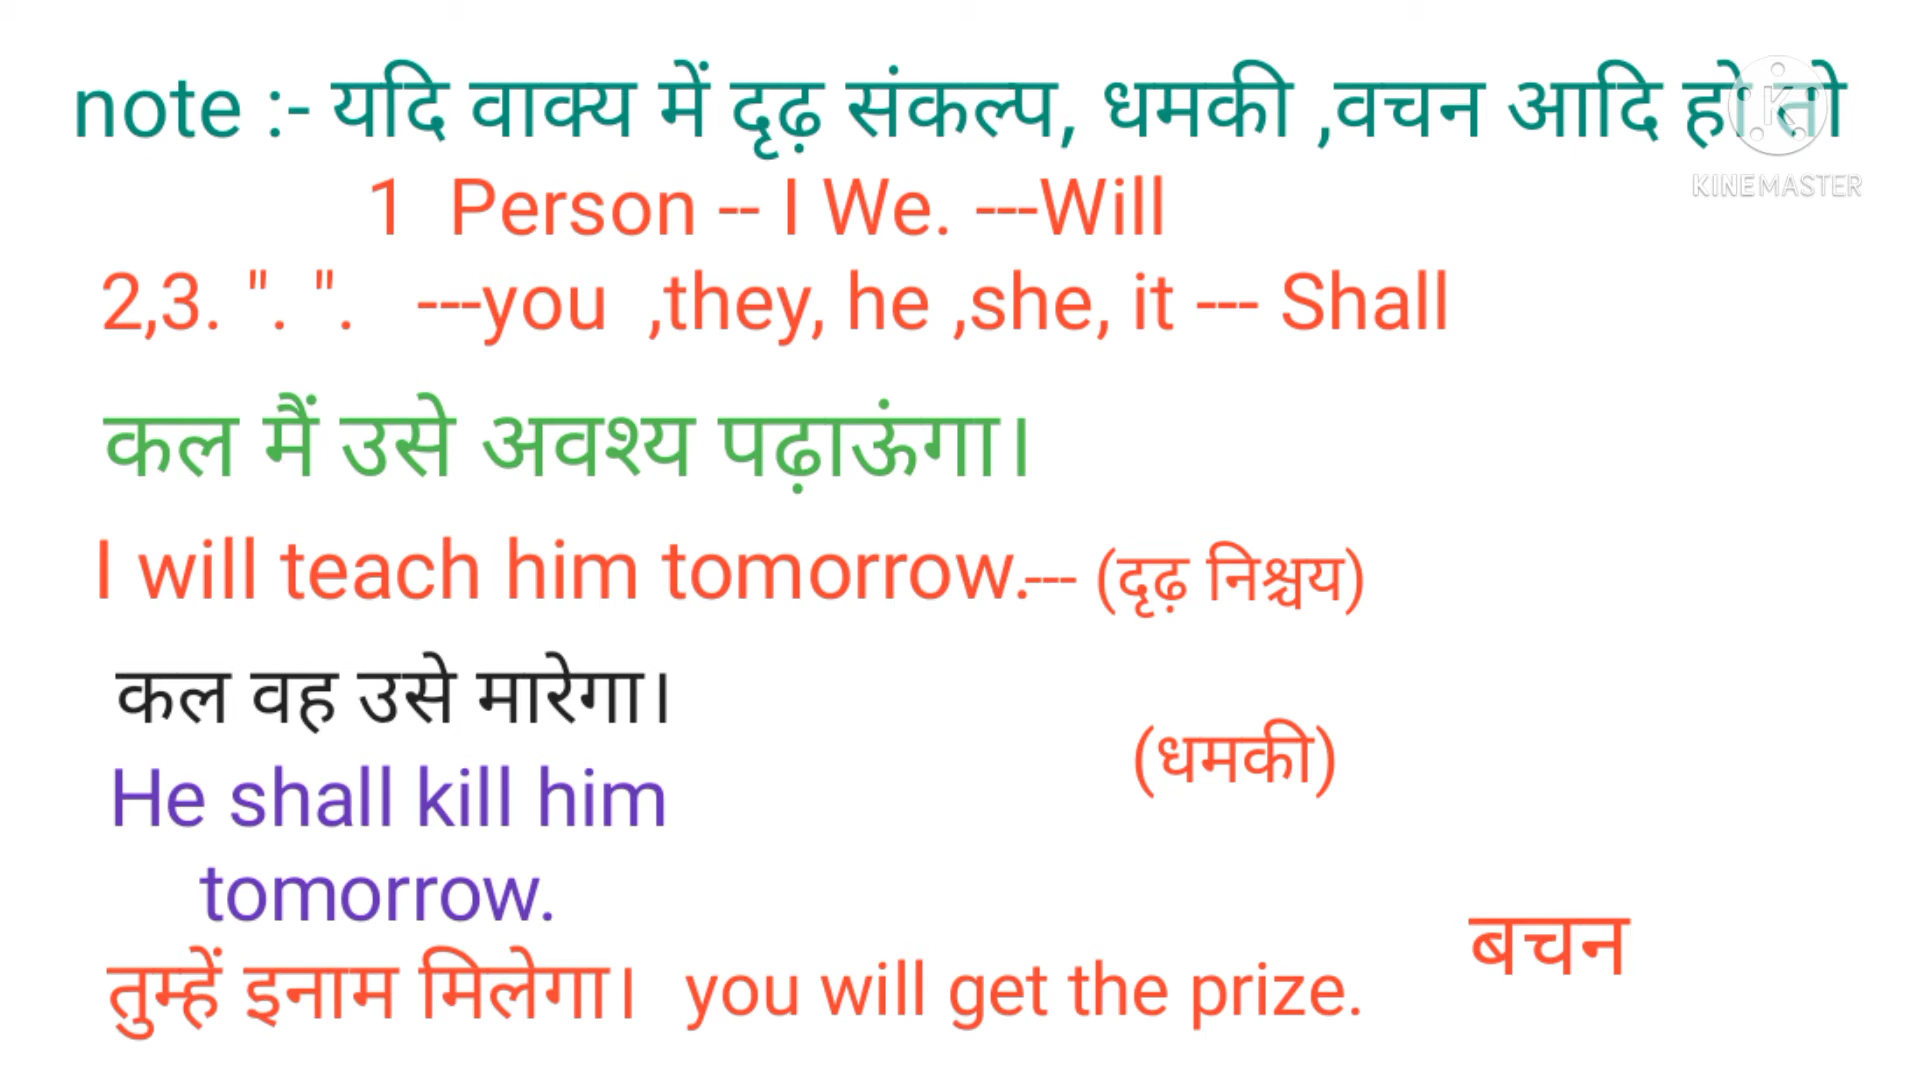 note :- यदि वाक्य में दृढ़ संकल्प, धमकी ,वचन आदि हो तो
KINEMASTER
1 Person -- I We. ---Will
2,3. ". ". ---you ,they, he ,she, it --- Shall
कल मैं उसे अवश्य पढ़ाऊंगा।
I will teach him tomorrow.--- (दृढ़ निश्चय)
कल वह उसे मारेगा।
(धमकी)
He shall kill him
tomorrow.
बचन
तुम्हें इनाम मिलेगा। you will get the prize.